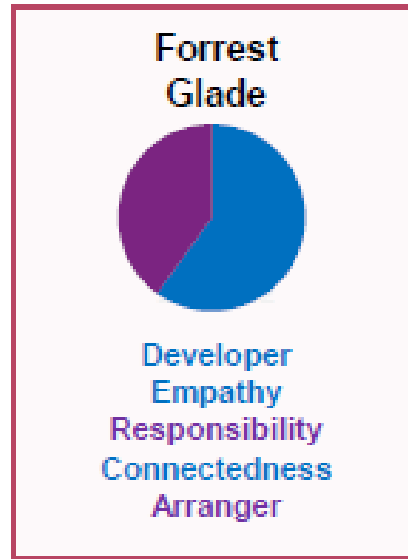 Forrest
Glade
Developer
Empathy
Responsibility
Connectedness
Arranger